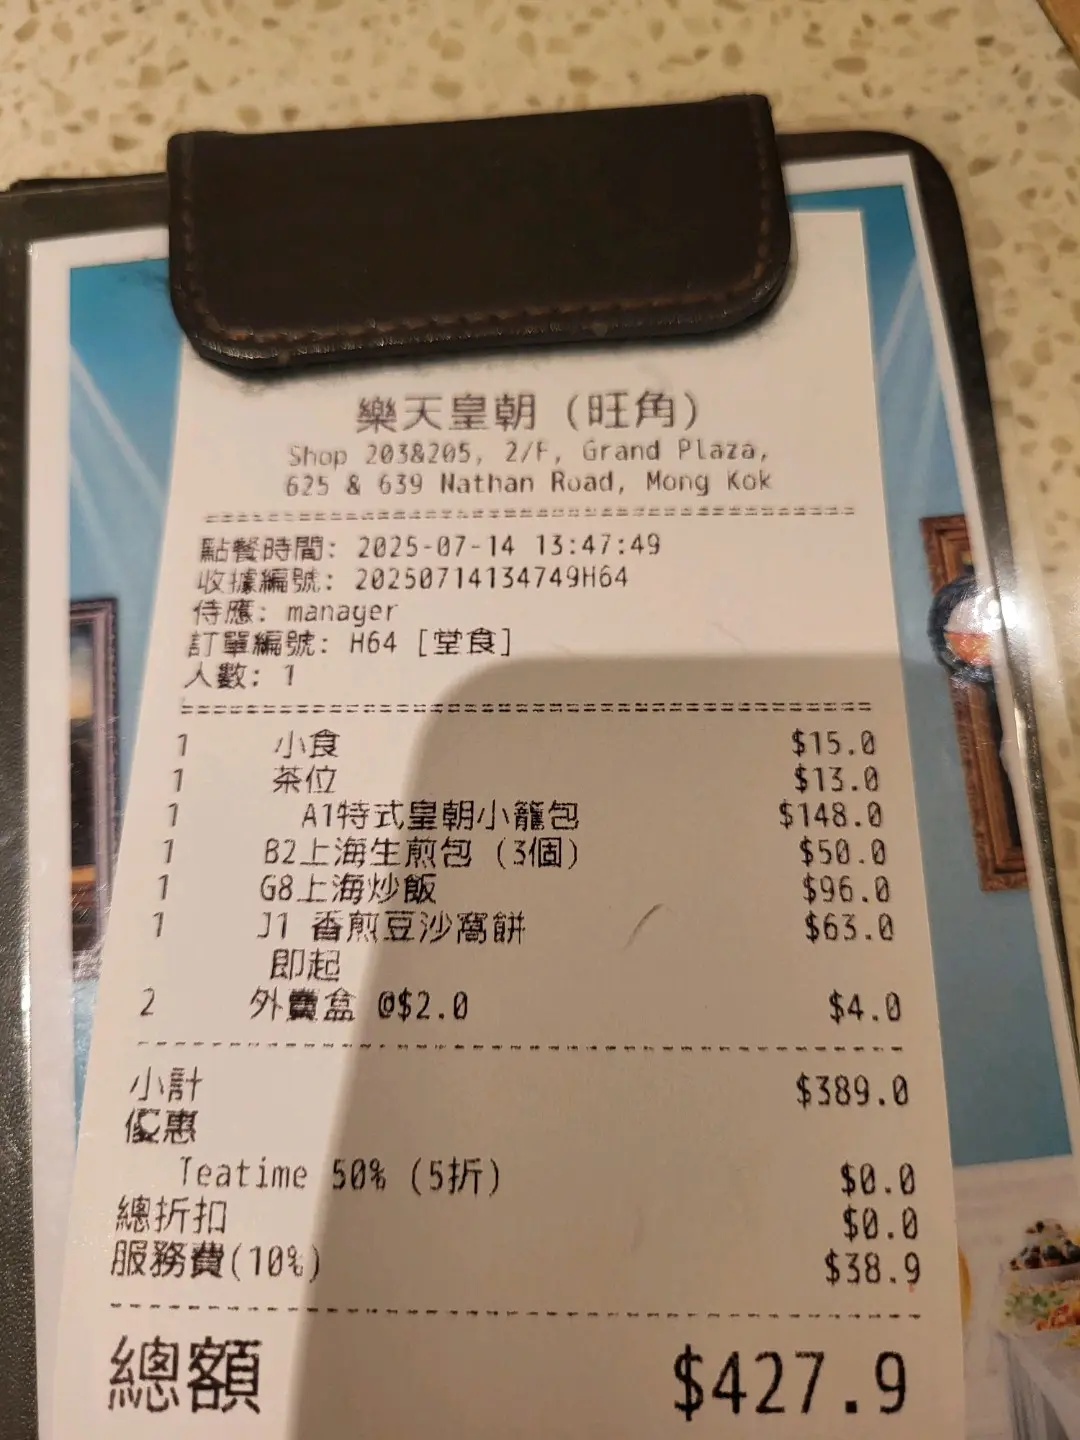 樂天皇朝 (旺角)
Shop 203&205, 2/F, Grand Plaza,
625 & 639 Nathan Road, Mong Kok
點餐時間: 2025-07-14 13:47:49
收據編號: 20250714134749H64
侍應: manager
訂單編號: H64 [堂食]
人數: 1
1 小食 $15.0
1 茶位 $13.0
1 A1特式皇朝小籠包 $148.0
1 B2上海生煎包 (3個) $50.0
1 G8上海炒飯 $96.0
1 J1 香煎豆沙窩餅 $63.0
即起
2 外賣盒 @$2.0 $4.0
小計 $389.0
優惠
Teatime 50% (5折) $0.0
總折扣 $0.0
服務費(10%) $38.9
總額 $427.9